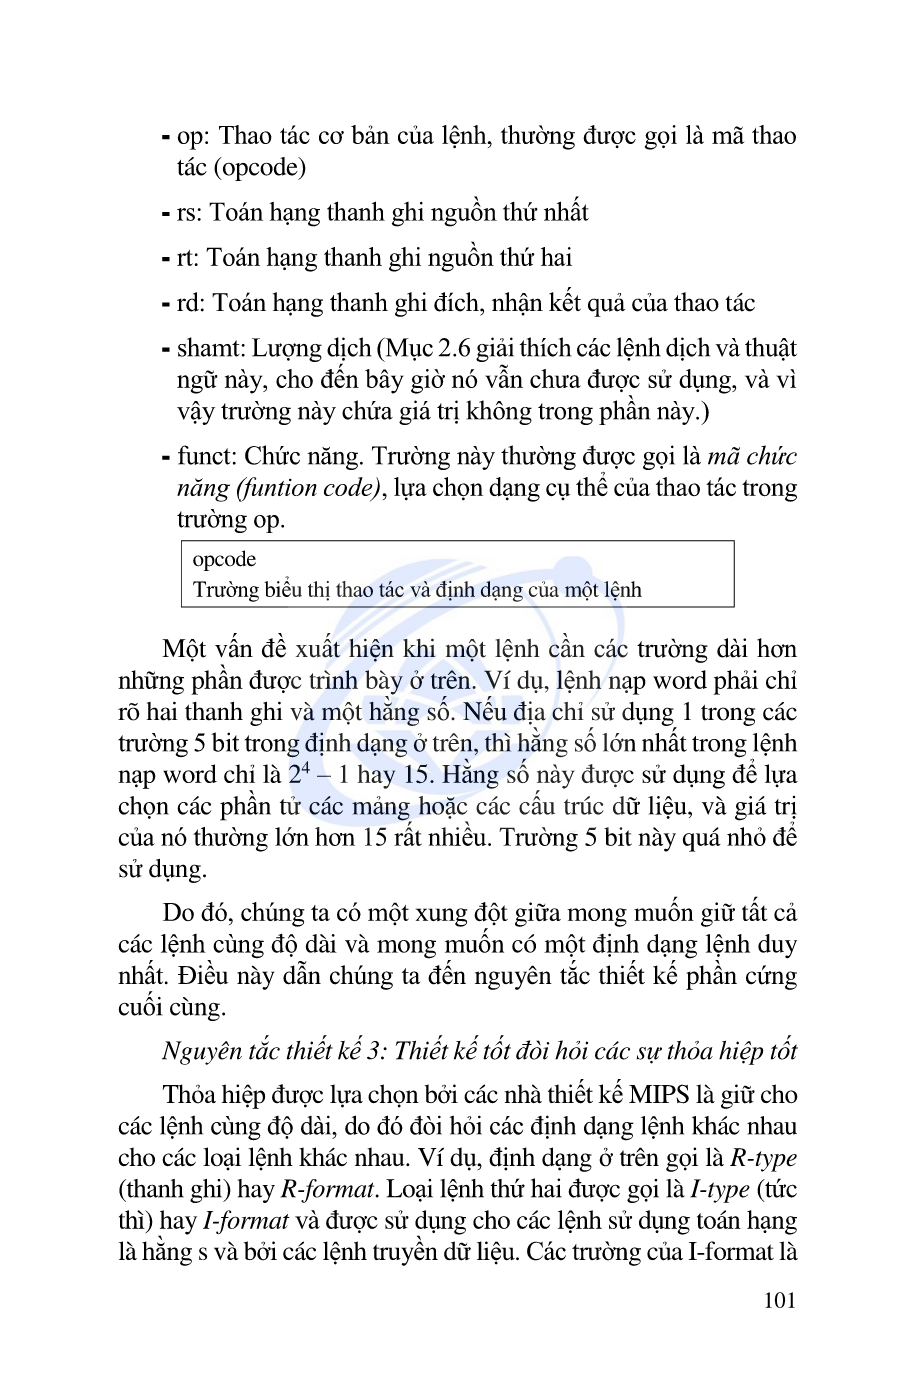 - op: Thao tác cơ bản của lệnh, thường được gọi là mã thao
tác (opcode)
- rs: Toán hạng thanh ghi nguồn thứ nhất
- rt: Toán hạng thanh ghi nguồn thứ hai
- rd: Toán hạng thanh ghi đích, nhận kết quả của thao tác
- shamt: Lượng dịch (Mục 2.6 giải thích các lệnh dịch và thuật
ngữ này, cho đến bây giờ nó vẫn chưa được sử dụng, và vì
vậy trường này chứa giá trị không trong phần này.)
- funct: Chức năng. Trường này thường được gọi là mã chức
năng (funtion code), lựa chọn dạng cụ thể của thao tác trong
trường op.
opcode
Trường biểu thị thao tác và định dạng của một lệnh
Một vấn đề xuất hiện khi một lệnh cần các trường dài hơn
những phần được trình bày ở trên. Ví dụ, lệnh nạp word phải chỉ
rõ hai thanh ghi và một hằng số. Nếu địa chỉ sử dụng 1 trong các
trường 5 bit trong định dạng ở trên, thì hằng số lớn nhất trong lệnh
nạp word chỉ là 2⁴ – 1 hay 15. Hằng số này được sử dụng để lựa
chọn các phần tử các mảng hoặc các cấu trúc dữ liệu, và giá trị
của nó thường lớn hơn 15 rất nhiều. Trường 5 bit này quá nhỏ để
sử dụng.
Do đó, chúng ta có một xung đột giữa mong muốn giữ tất cả
các lệnh cùng độ dài và mong muốn có một định dạng lệnh duy
nhất. Điều này dẫn chúng ta đến nguyên tắc thiết kế phần cứng
cuối cùng.
Nguyên tắc thiết kế 3: Thiết kế tốt đòi hỏi các sự thỏa hiệp tốt
Thỏa hiệp được lựa chọn bởi các nhà thiết kế MIPS là giữ cho
các lệnh cùng độ dài, do đó đòi hỏi các định dạng lệnh khác nhau
cho các loại lệnh khác nhau. Ví dụ, định dạng ở trên gọi là R-type
(thanh ghi) hay R-format. Loại lệnh thứ hai được gọi là I-type (tức
thì) hay I-format và được sử dụng cho các lệnh sử dụng toán hạng
là hằng s và bởi các lệnh truyền dữ liệu. Các trường của I-format là
101